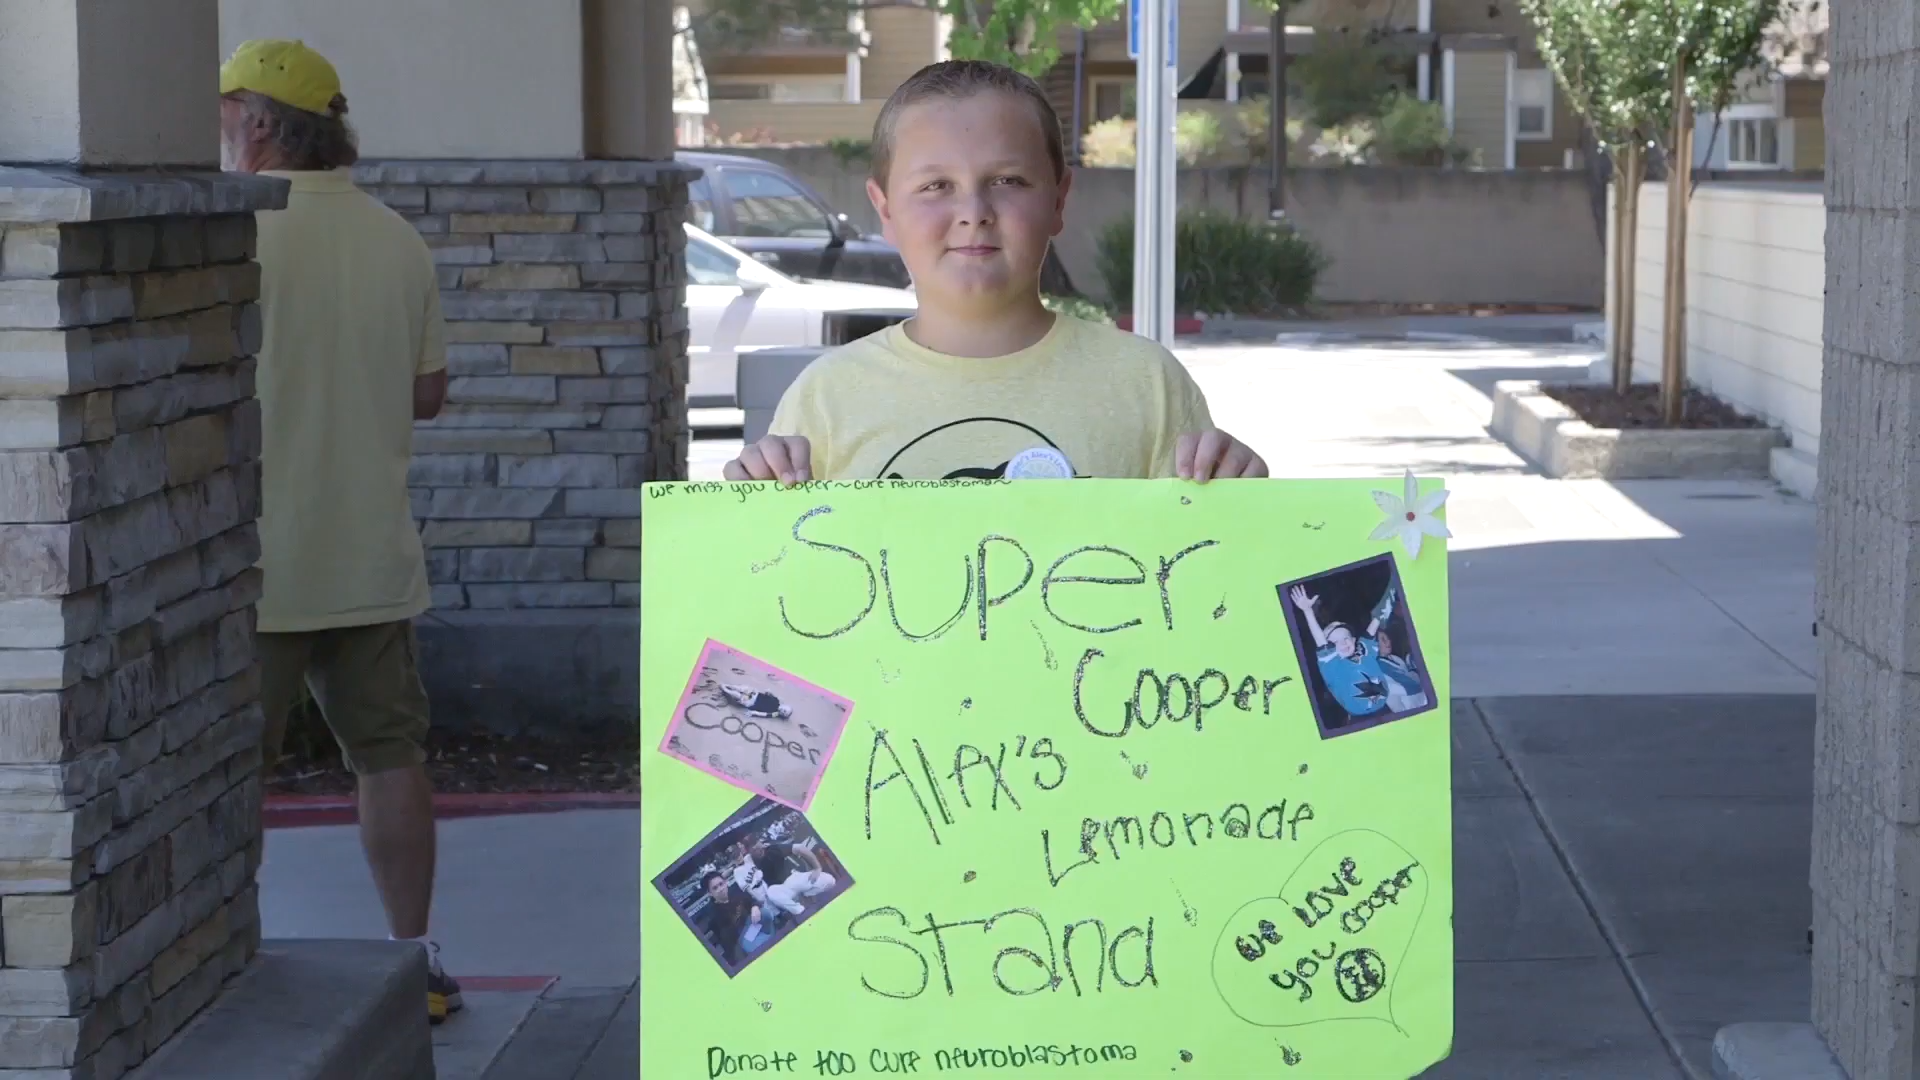 We miss you Cooper~ cure neuroblastoma~
Super
Cooper
Alex's
Lemonade
Stand
Cooper
We Love
you Cooper
Donate too cure neuroblastoma